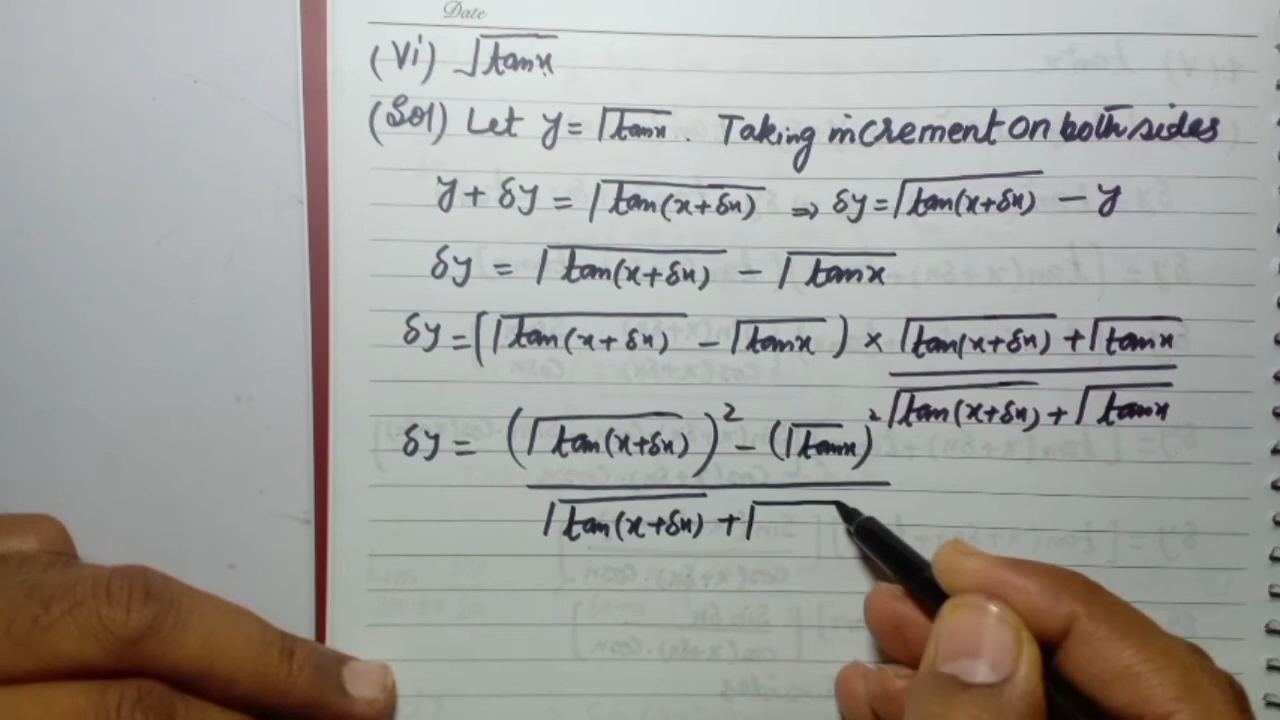 Date
(Vi) √tanx
(Sol) Let y = √tanx. Taking increment on both sides
y + δy = √tan(x+δx) ⇒ δy = √tan(x+δx) − y
δy = √tan(x+δx) − √tanx
δy = (√tan(x+δx) − √tanx) × √tan(x+δx) + √tanx
√tan(x+δx) + √tanx
δy = (√tan(x+δx))² − (√tanx)²
√tan(x+δx) + √